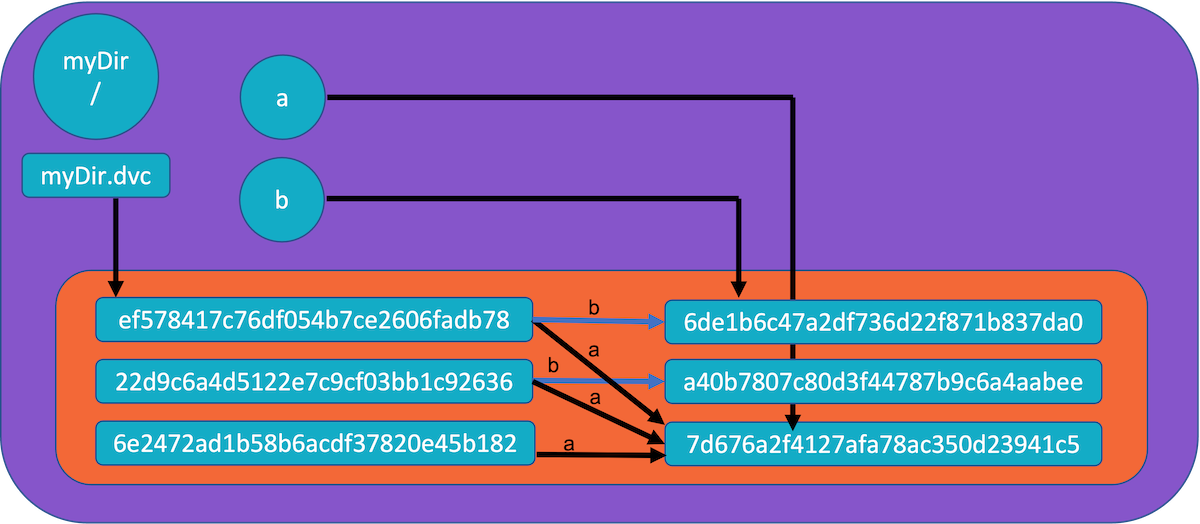 myDir
/
a
myDir.dvc
b
ef578417c76df054b7ce2606fadb78
b
6de1b6c47a2df736d22f871b837da0
a
22d9c6a4d5122e7c9cf03bb1c92636
b
a40b7807c80d3f44787b9c6a4aabee
a
6e2472ad1b58b6acdf37820e45b182
a
7d676a2f4127afa78ac350d23941c5